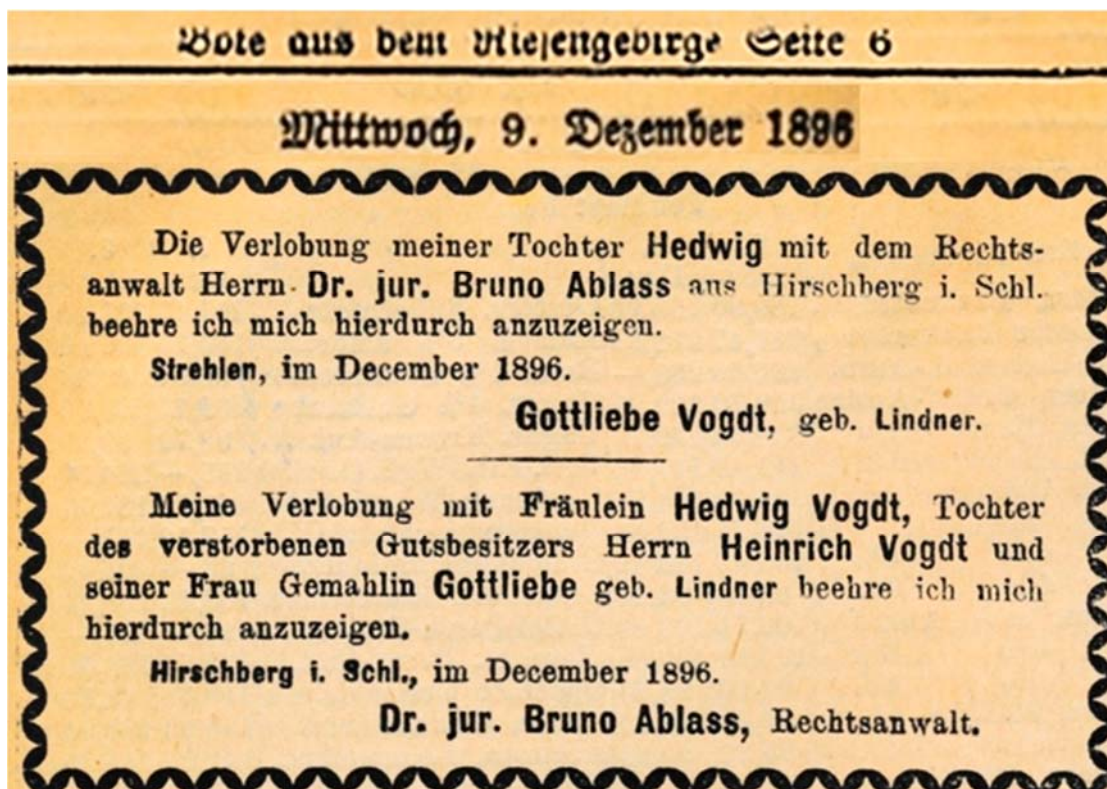 Bote aus dem Riesengebirge Seite 6
Mittwoch, 9. Dezember 1896
Die Verlobung meiner Tochter Hedwig mit dem Rechts-
anwalt Herrn Dr. jur. Bruno Ablass aus Hirschberg i. Schl.
beehre ich mich hierdurch anzuzeigen.
Strehlen, im December 1896.
Gottliebe Vogdt, geb. Lindner.
Meine Verlobung mit Fräulein Hedwig Vogdt, Tochter
des verstorbenen Gutsbesitzers Herrn Heinrich Vogdt und
seiner Frau Gemahlin Gottliebe geb. Lindner beehre ich mich
hierdurch anzuzeigen.
Hirschberg i. Schl., im December 1896.
Dr. jur. Bruno Ablass, Rechtsanwalt.